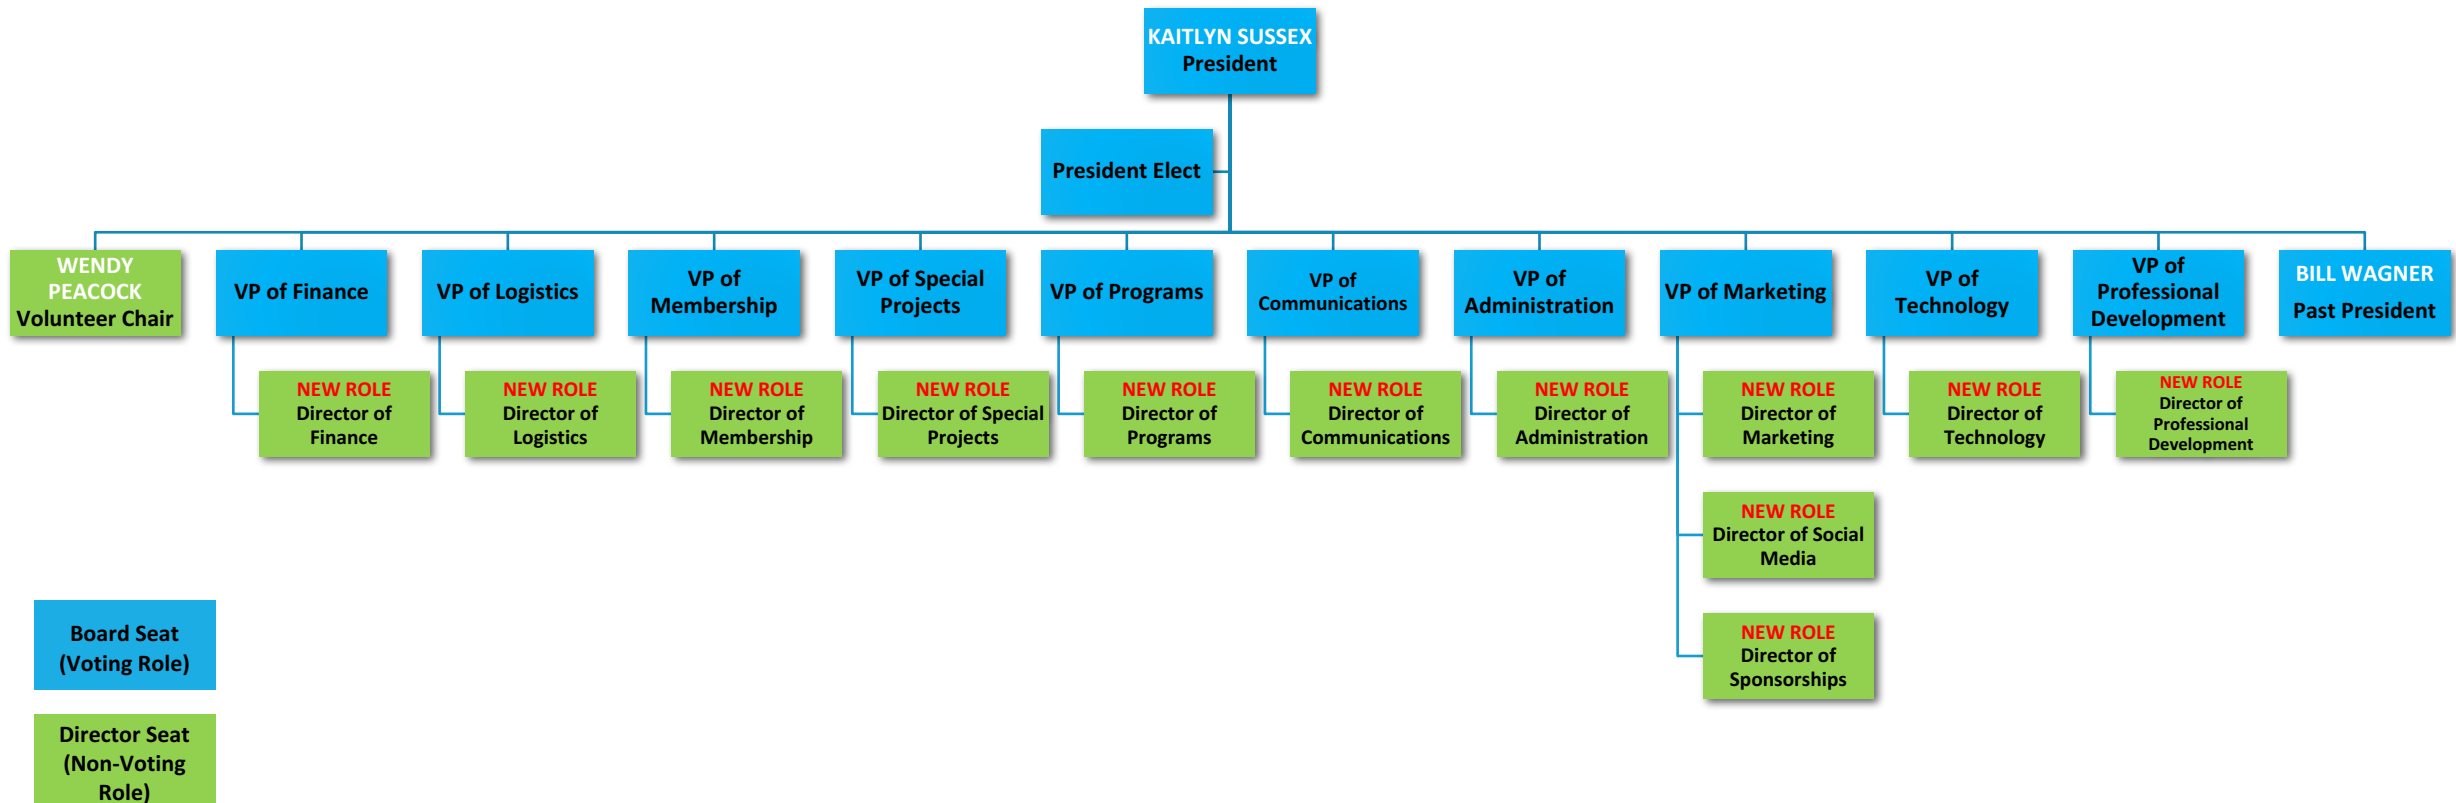 KAITLYN SUSSEX
President
President Elect
WENDY
PEACOCK
Volunteer Chair
VP of Finance
VP of Logistics
VP of
Membership
VP of Special
Projects
VP of Programs
VP of
Communications
VP of
Administration
VP of Marketing
VP of
Technology
VP of
Professional
Development
BILL WAGNER
Past President
NEW ROLE
Director of
Finance
NEW ROLE
Director of
Logistics
NEW ROLE
Director of
Membership
NEW ROLE
Director of Special
Projects
NEW ROLE
Director of
Programs
NEW ROLE
Director of
Communications
NEW ROLE
Director of
Administration
NEW ROLE
Director of
Marketing
NEW ROLE
Director of
Technology
NEW ROLE
Director of
Professional
Development
NEW ROLE
Director of Social
Media
NEW ROLE
Director of
Sponsorships
Board Seat
(Voting Role)
Director Seat
(Non-Voting
Role)